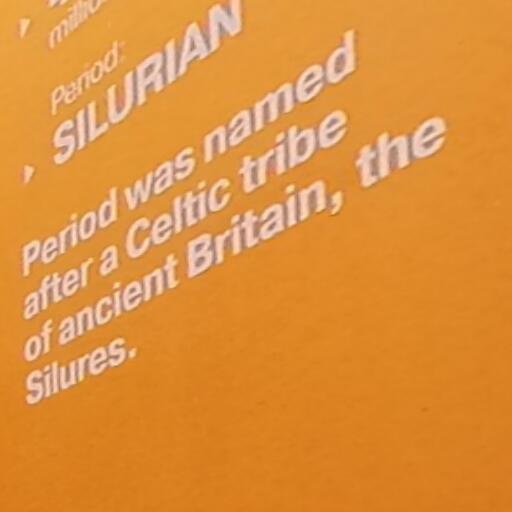 Period:
SILURIAN
Period was named
after a Celtic tribe
of ancient Britain, the
Silures.